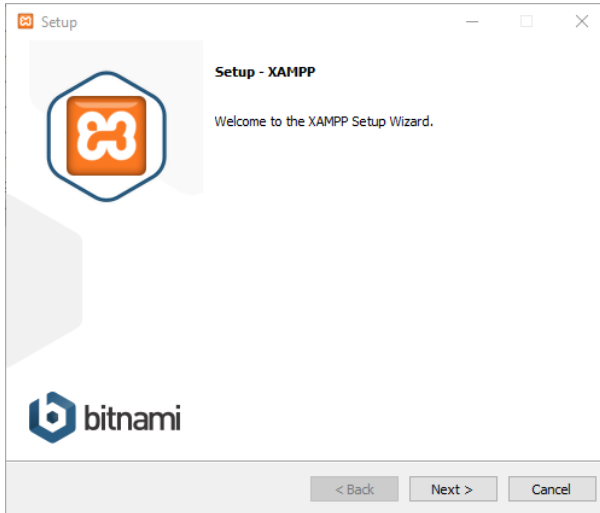 Setup
Setup - XAMPP
Welcome to the XAMPP Setup Wizard.
bitnami
< Back Next > Cancel